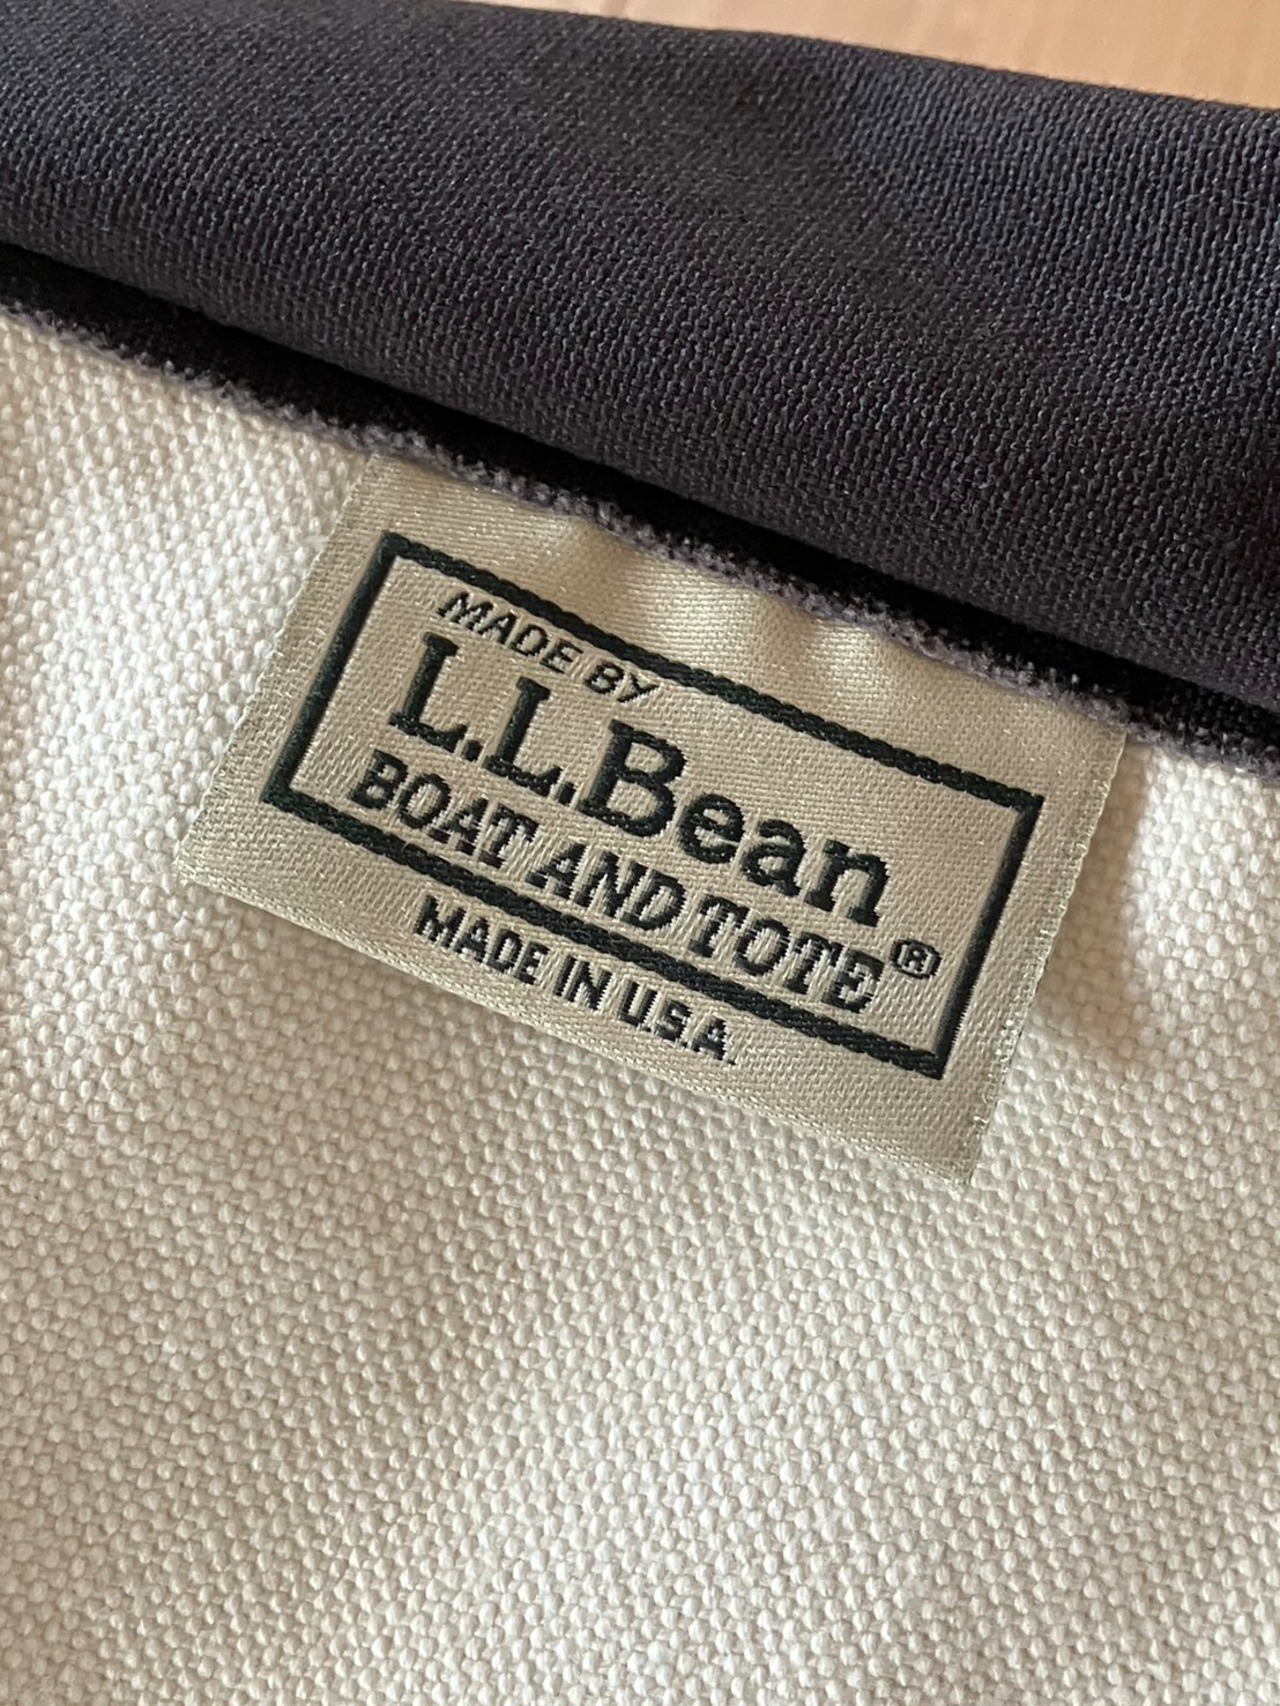 MADE BY
L.L.Bean
BOAT AND TOTE®
MADE IN U.S.A.